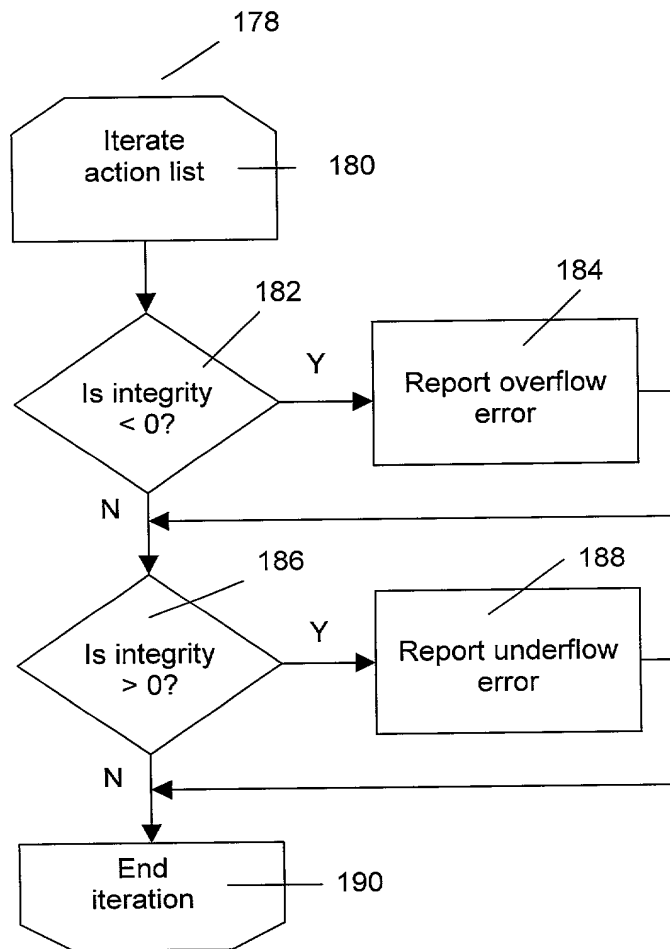 178
Iterate
action list
180
182
184
Is integrity
< 0?
Y
Report overflow
error
N
186
188
Is integrity
> 0?
Y
Report underflow
error
N
End
iteration
190